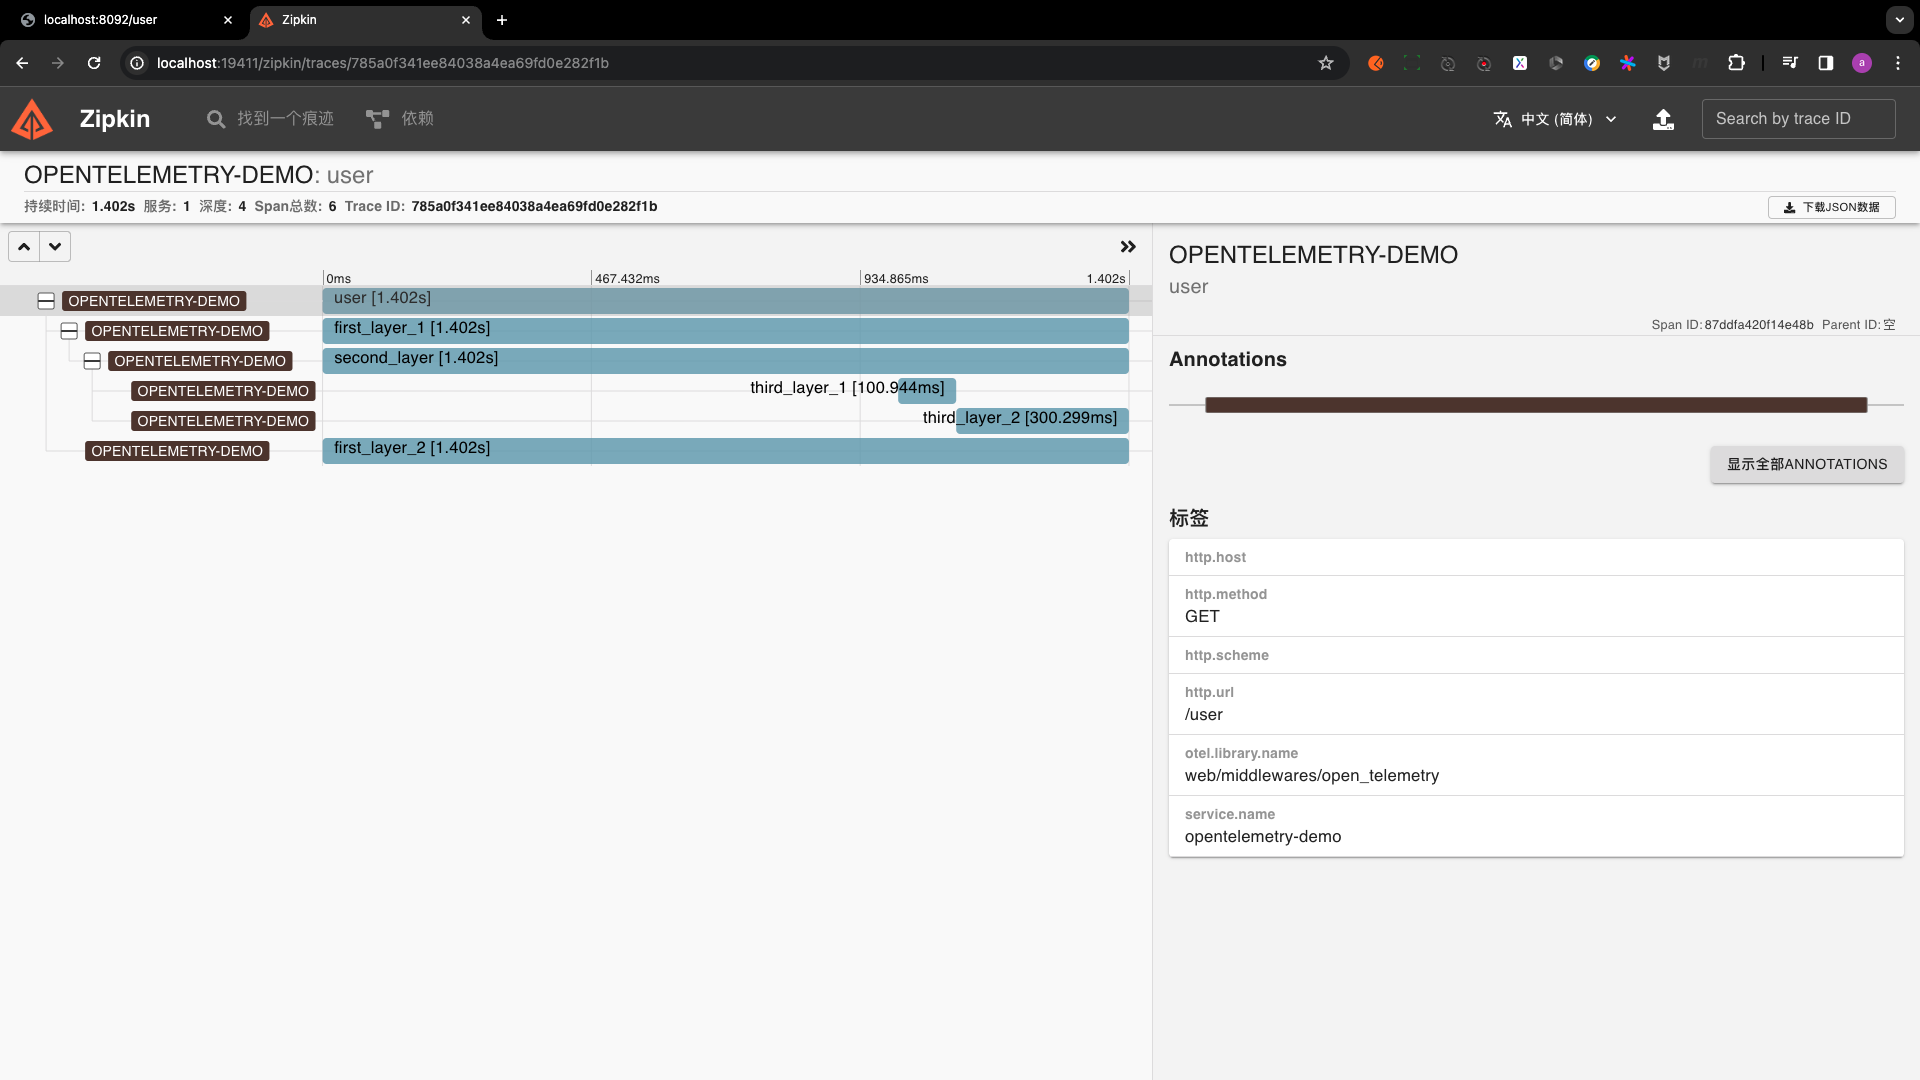 localhost:8092/user
Zipkin
localhost:19411/zipkin/traces/785a0f341ee84038a4ea69fd0e282f1b
a
Zipkin
找到一个痕迹
依赖
中文 (简体)
Search by trace ID
OPENTELEMETRY-DEMO: user
持续时间: 1.402s 服务: 1 深度: 4 Span总数: 6 Trace ID: 785a0f341ee84038a4ea69fd0e282f1b
下载JSON数据
0ms 467.432ms 934.865ms 1.402s
OPENTELEMETRY-DEMO user [1.402s]
OPENTELEMETRY-DEMO first_layer_1 [1.402s]
OPENTELEMETRY-DEMO second_layer [1.402s]
OPENTELEMETRY-DEMO third_layer_1 [100.944ms]
OPENTELEMETRY-DEMO third_layer_2 [300.299ms]
OPENTELEMETRY-DEMO first_layer_2 [1.402s]
OPENTELEMETRY-DEMO
user
Span ID: 87ddfa420f14e48b Parent ID: 空
Annotations
显示全部ANNOTATIONS
标签
http.host
http.method
GET
http.scheme
http.url
/user
otel.library.name
web/middlewares/open_telemetry
service.name
opentelemetry-demo